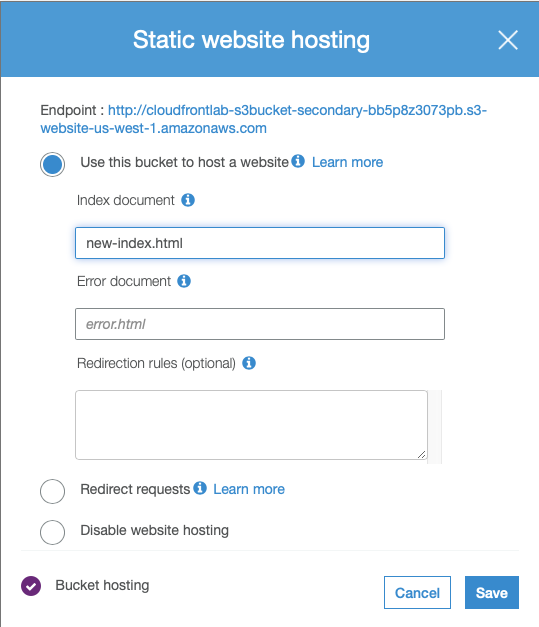 Static website hosting
Endpoint : http://cloudfrontlab-s3bucket-secondary-bb5p8z3073pb.s3-
website-us-west-1.amazonaws.com
Use this bucket to host a website Learn more
Index document
new-index.html
Error document
error.html
Redirection rules (optional)
Redirect requests Learn more
Disable website hosting
Bucket hosting
Cancel
Save